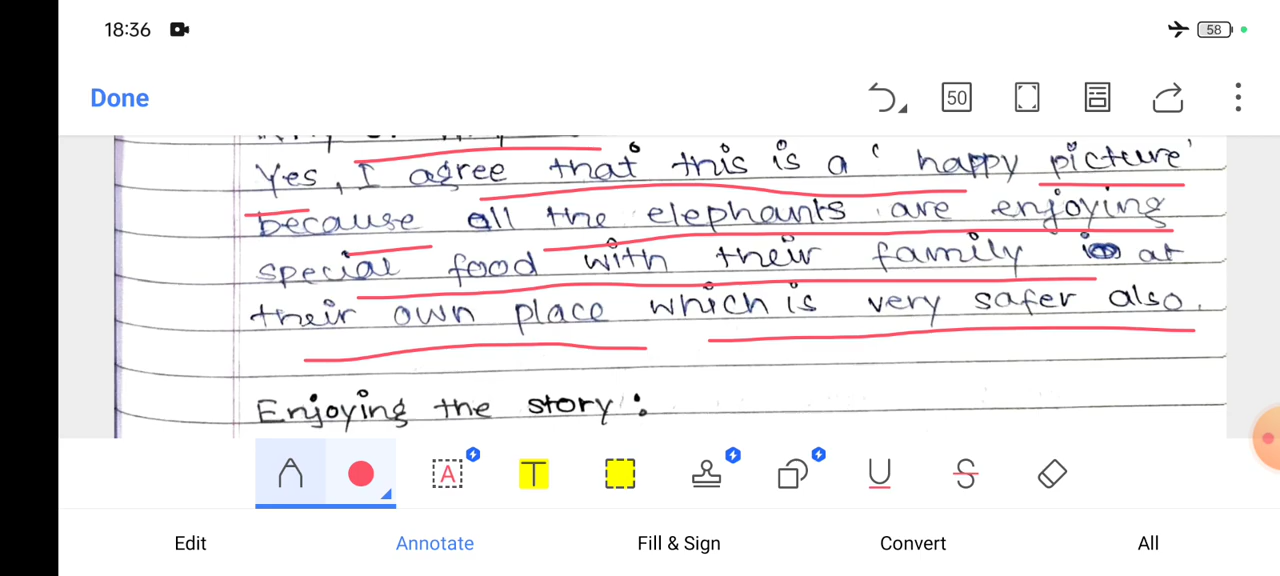 18:36
58
Done
50
Yes, I agree that this is a ' happy picture'
because all the elephants are enjoying
special food with their family at
their own place which is very safer also.
Enjoying the story :
A
T
U
S
Edit
Annotate
Fill & Sign
Convert
All